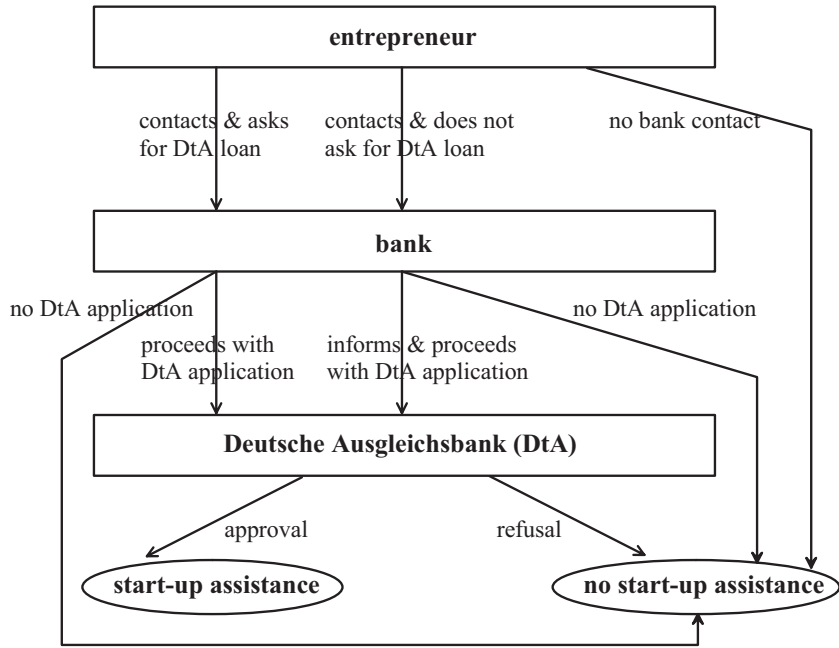 entrepreneur
contacts & asks
for DtA loan
contacts & does not
ask for DtA loan
no bank contact
bank
no DtA application
proceeds with
DtA application
informs & proceeds
with DtA application
no DtA application
Deutsche Ausgleichsbank (DtA)
approval
refusal
start-up assistance
no start-up assistance